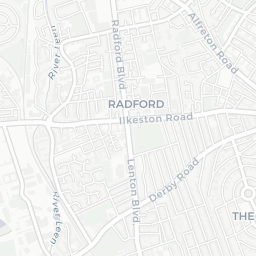 Radford Blvd
River Leen
Alfreton Road
RADFORD
Ilkeston Road
Lenton Blvd
Derby Road
River Leen
THE